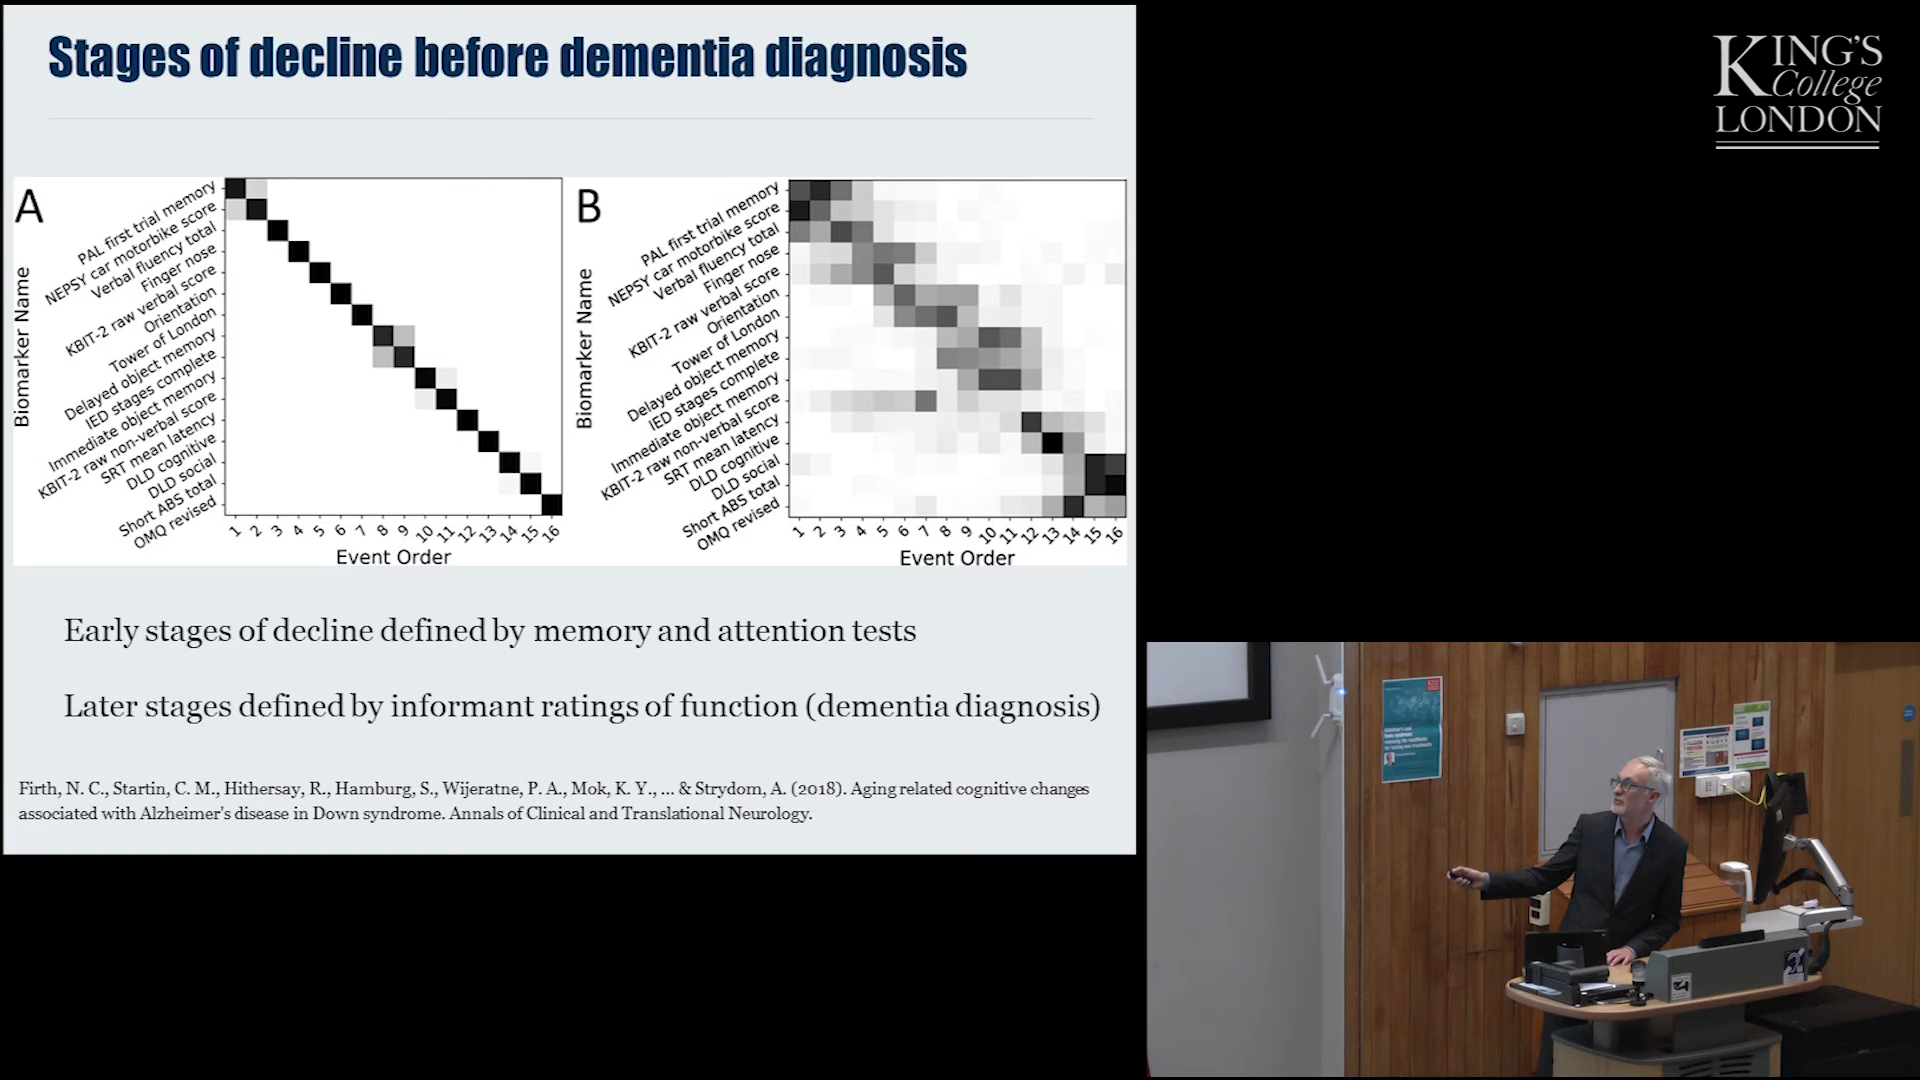 Stages of decline before dementia diagnosis
A
Biomarker Name
PAL first trial memory
NEPSY car motorbike score
Verbal fluency total
Finger nose
KBIT-2 raw verbal score
Orientation
Tower of London
Delayed object memory
IED stages complete
Immediate object memory
KBIT-2 raw non-verbal score
SRT mean latency
DLD cognitive
DLD social
Short ABS total
OMQ revised
1 2 3 4 5 6 7 8 9 10 11 12 13 14 15 16
Event Order
B
Biomarker Name
PAL first trial memory
NEPSY car motorbike score
Verbal fluency total
Finger nose
KBIT-2 raw verbal score
Orientation
Tower of London
Delayed object memory
IED stages complete
Immediate object memory
KBIT-2 raw non-verbal score
SRT mean latency
DLD cognitive
DLD social
Short ABS total
OMQ revised
1 2 3 4 5 6 7 8 9 10 11 12 13 14 15 16
Event Order
Early stages of decline defined by memory and attention tests
Later stages defined by informant ratings of function (dementia diagnosis)
Firth, N. C., Startin, C. M., Hithersay, R., Hamburg, S., Wijeratne, P. A., Mok, K. Y., ... & Strydom, A. (2018). Aging related cognitive changes
associated with Alzheimer's disease in Down syndrome. Annals of Clinical and Translational Neurology.
KING'S
College
LONDON